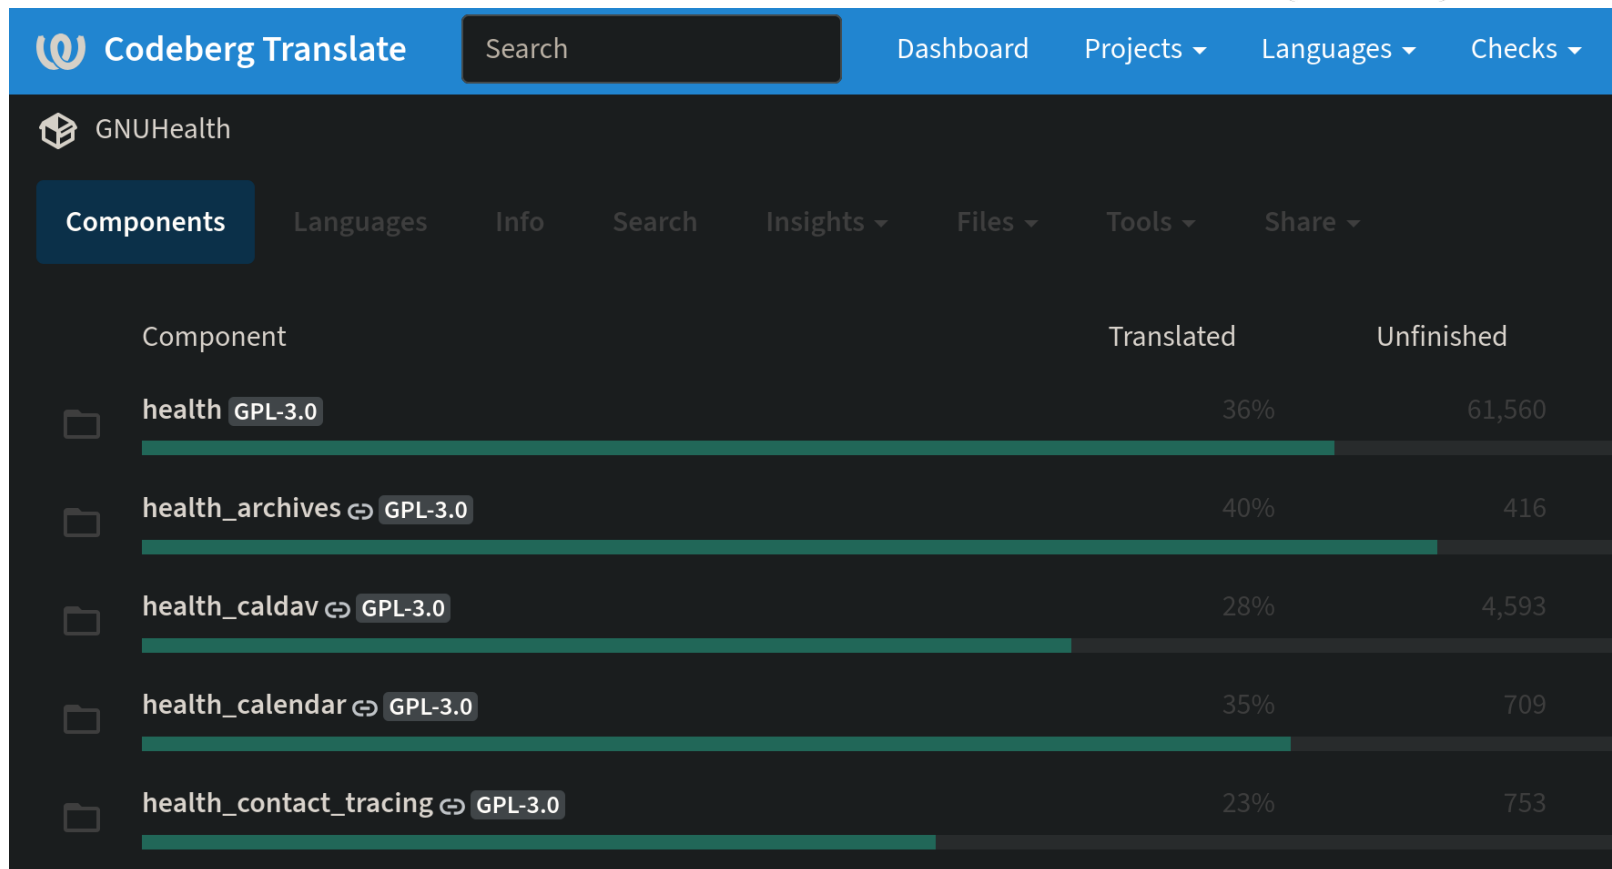 Codeberg Translate Search Dashboard Projects Languages Checks
GNUHealth
Components Languages Info Search Insights Files Tools Share
Component Translated Unfinished
health GPL-3.0 36% 61,560
health_archives GPL-3.0 40% 416
health_caldav GPL-3.0 28% 4,593
health_calendar GPL-3.0 35% 709
health_contact_tracing GPL-3.0 23% 753